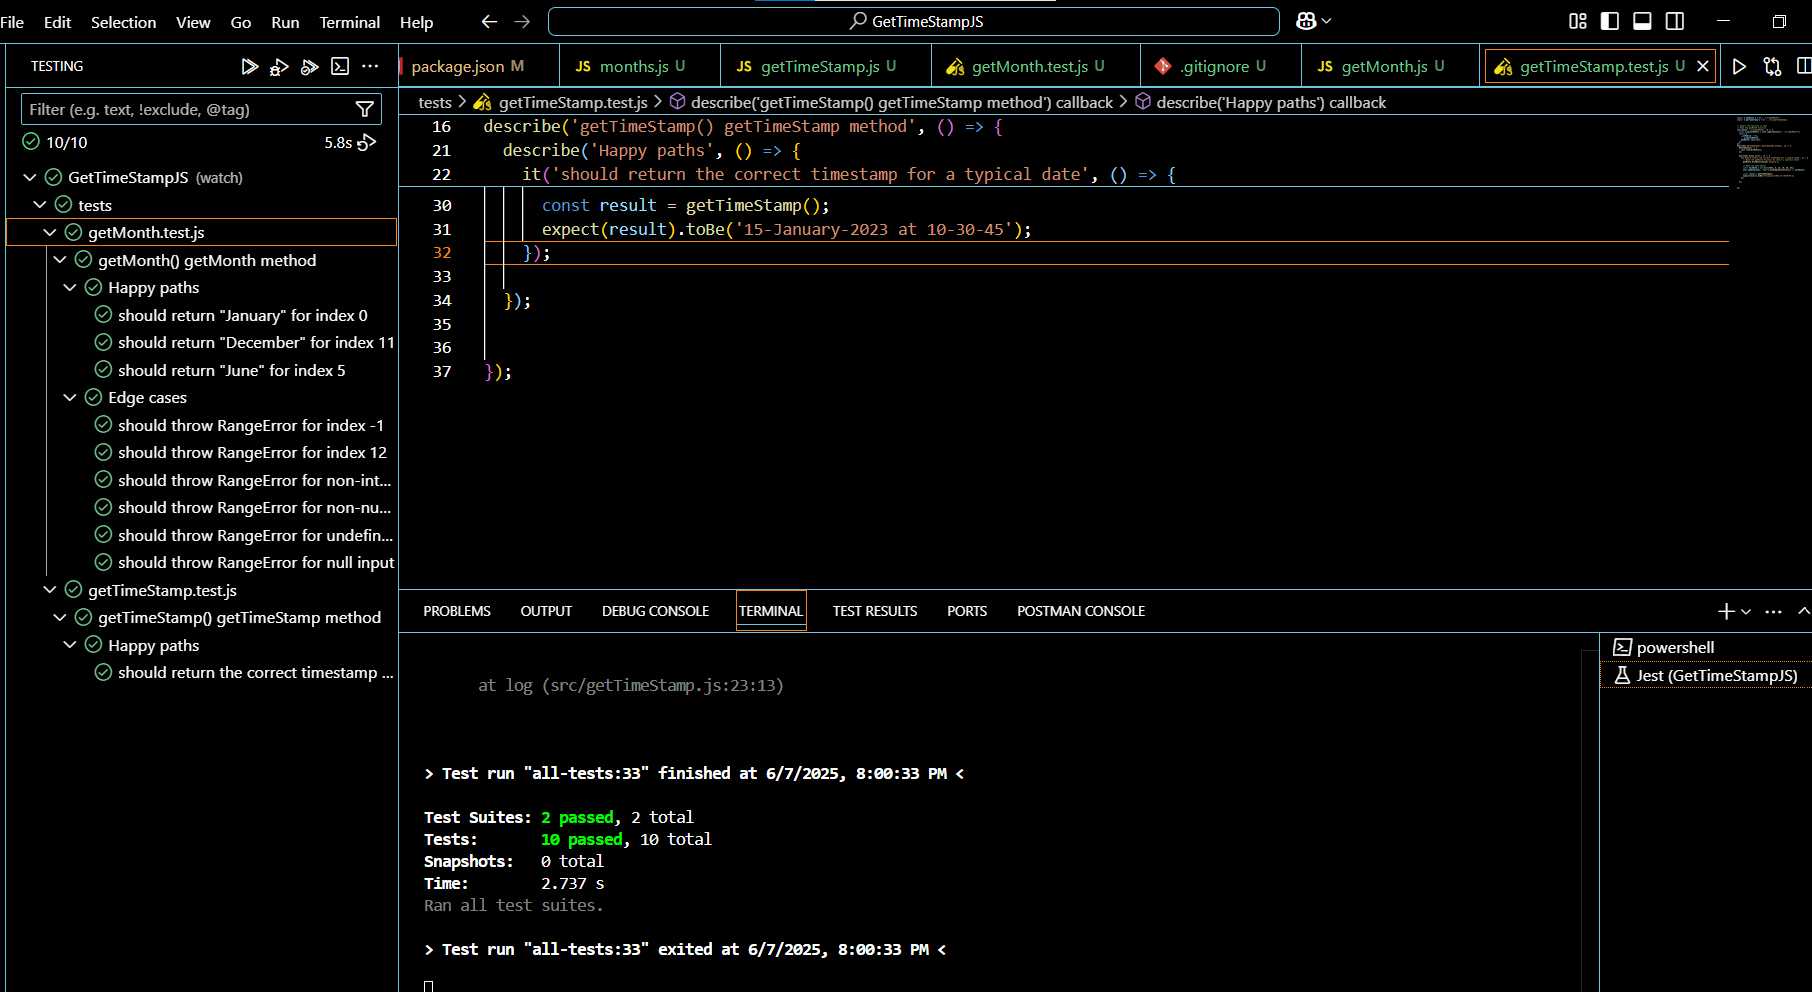 File Edit Selection View Go Run Terminal Help
GetTimeStampJS
TESTING
package.json M
JS months.js U
JS getTimeStamp.js U
getMonth.test.js U
.gitignore U
JS getMonth.js U
getTimeStamp.test.js U
Filter (e.g. text, !exclude, @tag)
10/10
5.8s
GetTimeStampJS (watch)
tests
getMonth.test.js
getMonth() getMonth method
Happy paths
should return "January" for index 0
should return "December" for index 11
should return "June" for index 5
Edge cases
should throw RangeError for index -1
should throw RangeError for index 12
should throw RangeError for non-int...
should throw RangeError for non-nu...
should throw RangeError for undefin...
should throw RangeError for null input
getTimeStamp.test.js
getTimeStamp() getTimeStamp method
Happy paths
should return the correct timestamp ...
tests > getTimeStamp.test.js > describe('getTimeStamp() getTimeStamp method') callback > describe('Happy paths') callback
16 describe('getTimeStamp() getTimeStamp method', () => {
21 describe('Happy paths', () => {
22 it('should return the correct timestamp for a typical date', () => {
30 const result = getTimeStamp();
31 expect(result).toBe('15-January-2023 at 10-30-45');
32 });
33
34 });
35
36
37 });
PROBLEMS OUTPUT DEBUG CONSOLE TERMINAL TEST RESULTS PORTS POSTMAN CONSOLE
at log (src/getTimeStamp.js:23:13)
> Test run "all-tests:33" finished at 6/7/2025, 8:00:33 PM <
Test Suites: 2 passed, 2 total
Tests: 10 passed, 10 total
Snapshots: 0 total
Time: 2.737 s
Ran all test suites.
> Test run "all-tests:33" exited at 6/7/2025, 8:00:33 PM <
powershell
Jest (GetTimeStampJS)